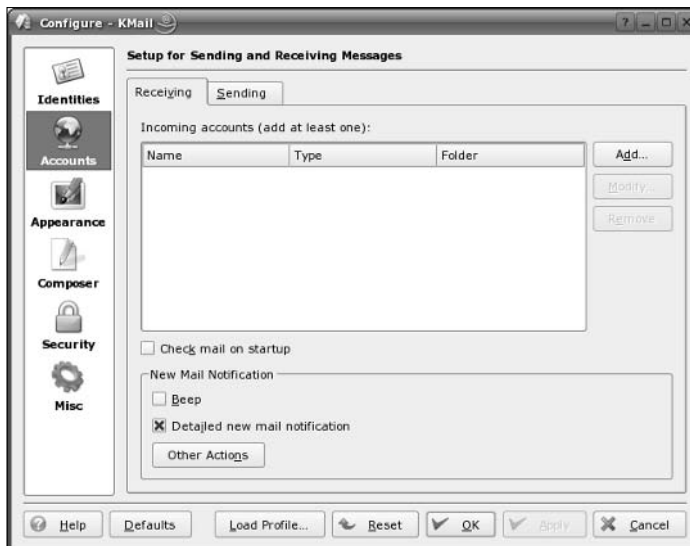 Configure - KMail
Identities
Accounts
Appearance
Composer
Security
Misc
Setup for Sending and Receiving Messages
Receiving Sending
Incoming accounts (add at least one):
Name Type Folder
Add...
Modify...
Remove
Check mail on startup
New Mail Notification
Beep
Detailed new mail notification
Other Actions
Help Defaults Load Profile... Reset OK Apply Cancel